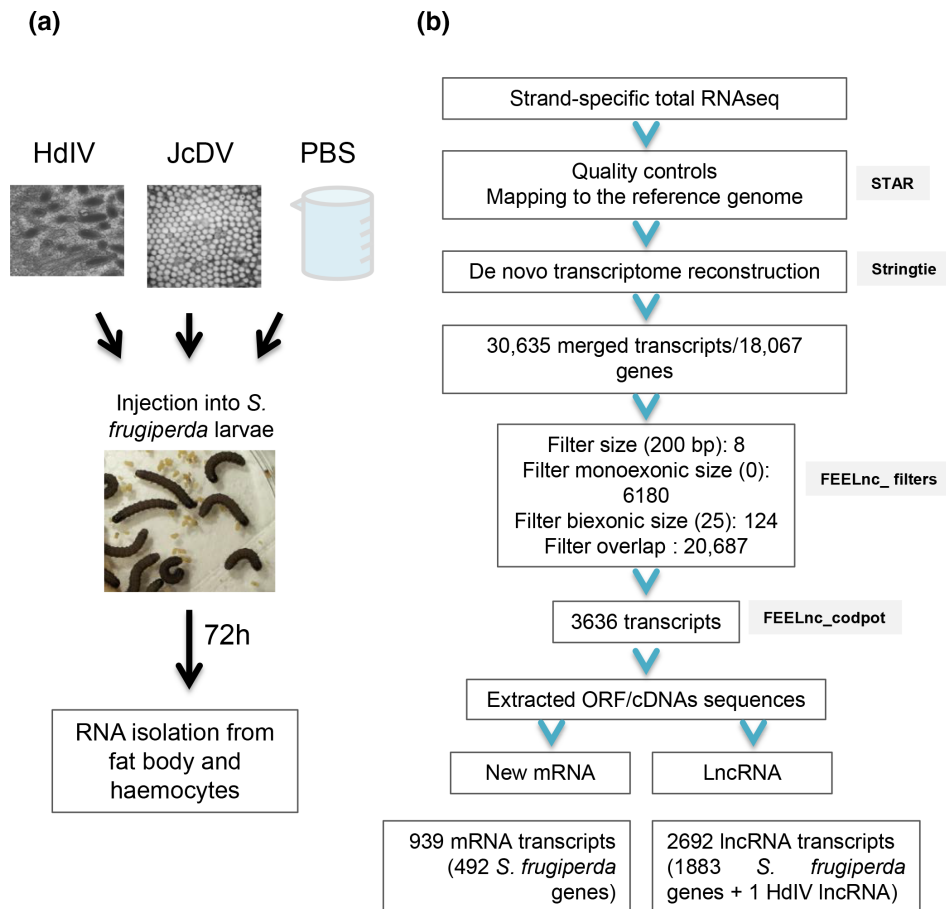 (a)
HdIV
JcDV
PBS
Injection into S.
frugiperda larvae
72h
RNA isolation from
fat body and
haemocytes
(b)
Strand-specific total RNAseq
Quality controls
Mapping to the reference genome
STAR
De novo transcriptome reconstruction
Stringtie
30,635 merged transcripts/18,067
genes
Filter size (200 bp): 8
Filter monoexonic size (0):
6180
Filter biexonic size (25): 124
Filter overlap : 20,687
FEELnc_ filters
3636 transcripts
FEELnc_codpot
Extracted ORF/cDNAs sequences
New mRNA
LncRNA
939 mRNA transcripts
(492 S. frugiperda
genes)
2692 lncRNA transcripts
(1883 S. frugiperda
genes + 1 HdIV lncRNA)